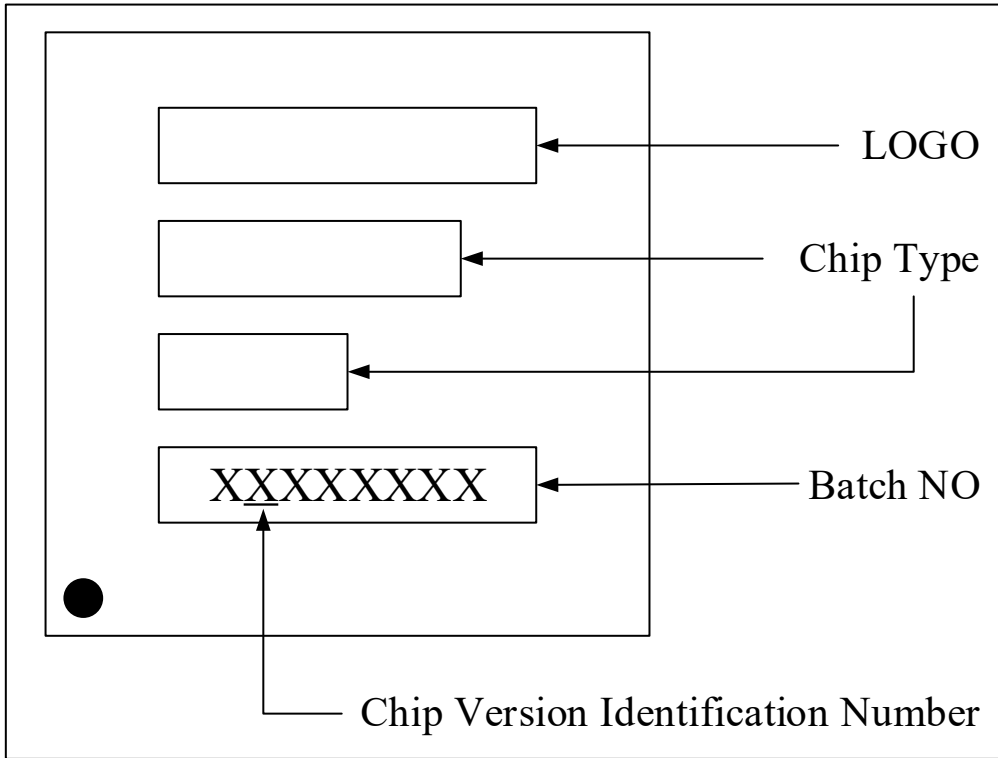 LOGO
Chip Type
XXXXXXXX
Batch NO
Chip Version Identification Number